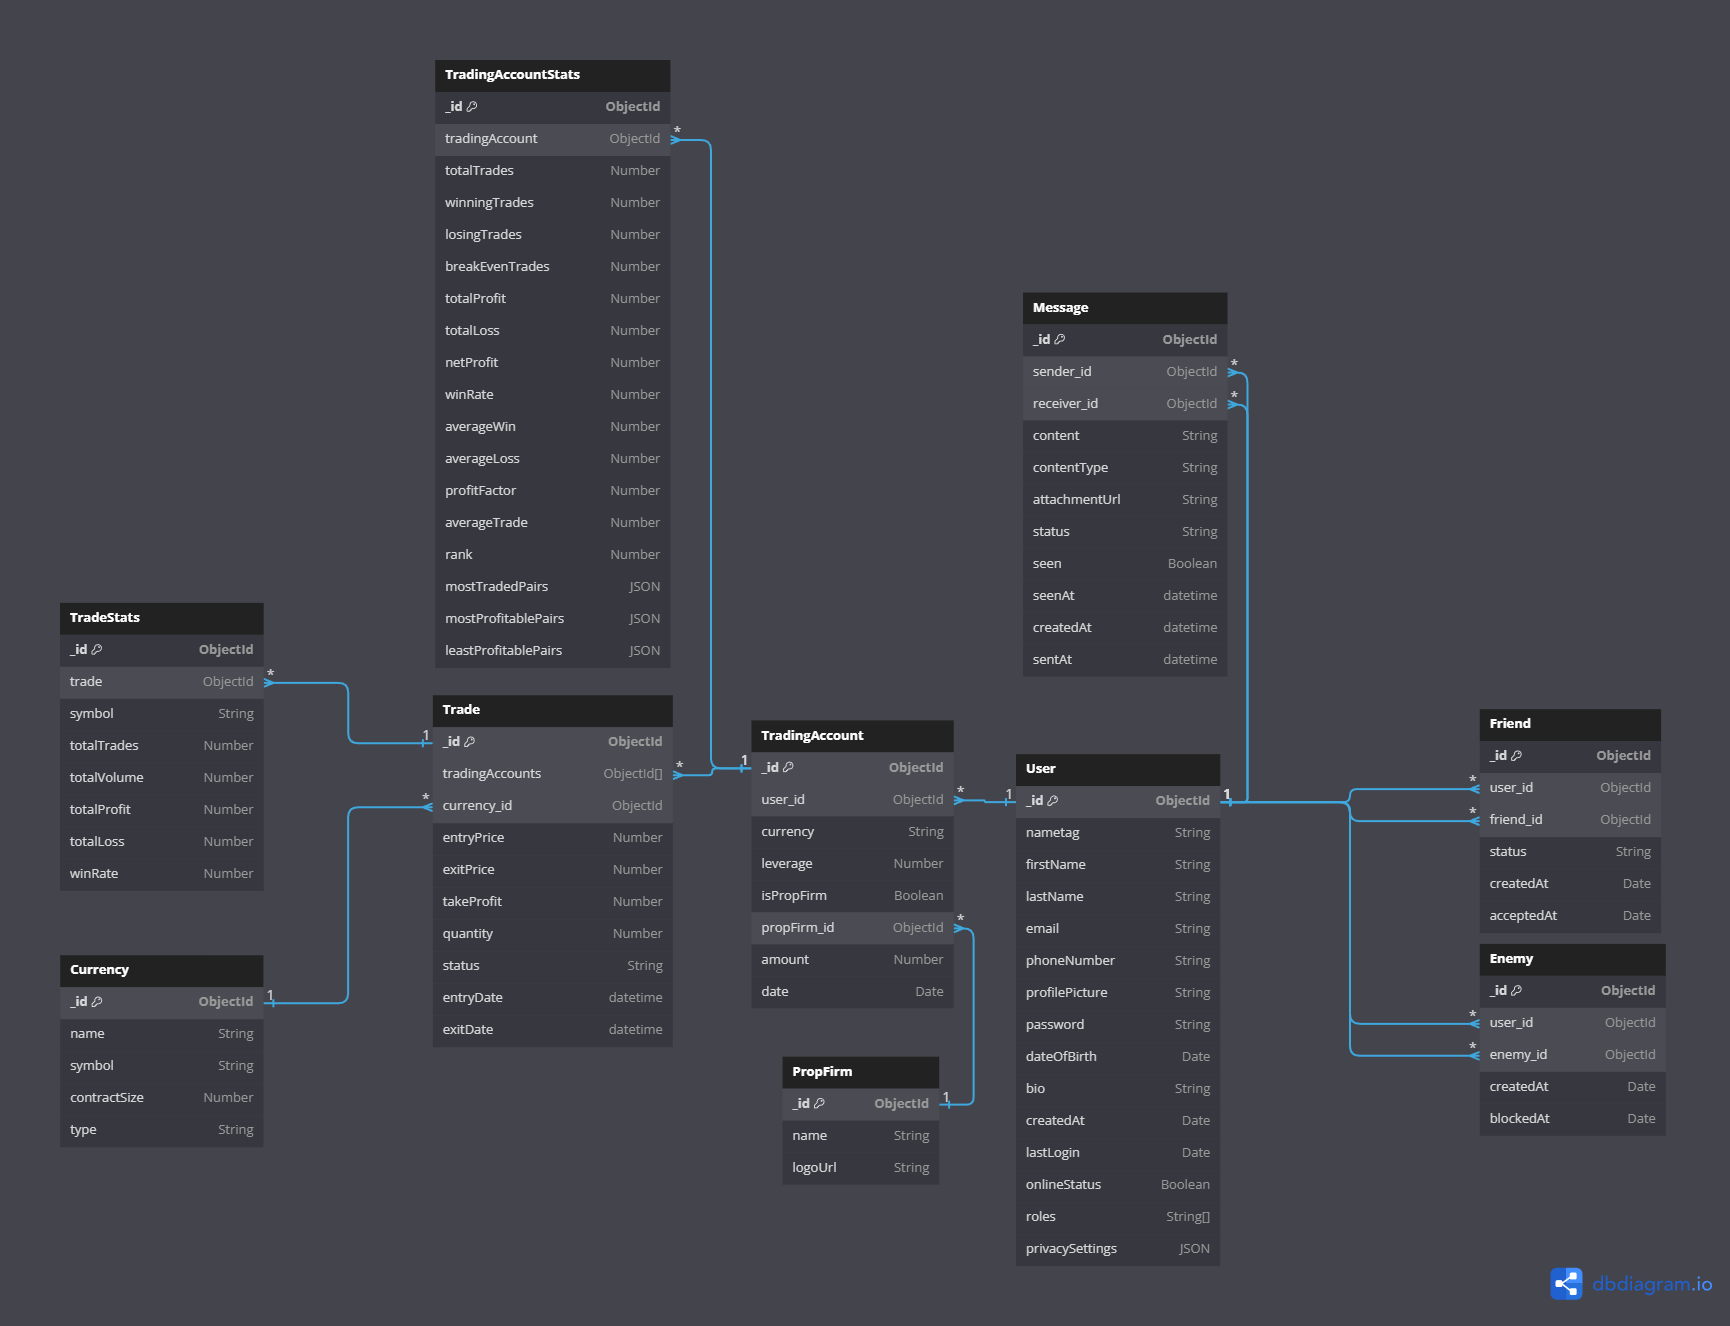 TradingAccountStats
_id ObjectId
*
tradingAccount ObjectId
totalTrades Number
winningTrades Number
losingTrades Number
breakEvenTrades Number
totalProfit Number
totalLoss Number
netProfit Number
winRate Number
averageWin Number
averageLoss Number
profitFactor Number
averageTrade Number
rank Number
mostTradedPairs JSON
mostProfitablePairs JSON
leastProfitablePairs JSON
Message
_id ObjectId
*
sender_id ObjectId
*
receiver_id ObjectId
content String
contentType String
attachmentUrl String
status String
seen Boolean
seenAt datetime
createdAt datetime
sentAt datetime
TradeStats
_id ObjectId
*
trade ObjectId
symbol String
totalTrades Number
totalVolume Number
totalProfit Number
totalLoss Number
winRate Number
Trade
1
_id ObjectId
*
tradingAccounts ObjectId[]
*
currency_id ObjectId
entryPrice Number
exitPrice Number
takeProfit Number
quantity Number
status String
entryDate datetime
exitDate datetime
TradingAccount
1
_id ObjectId
*
user_id ObjectId
currency String
leverage Number
isPropFirm Boolean
*
propFirm_id ObjectId
amount Number
date Date
User
1 1
_id ObjectId
nametag String
firstName String
lastName String
email String
phoneNumber String
profilePicture String
password String
dateOfBirth Date
bio String
createdAt Date
lastLogin Date
onlineStatus Boolean
roles String[]
privacySettings JSON
Friend
_id ObjectId
*
user_id ObjectId
*
friend_id ObjectId
status String
createdAt Date
acceptedAt Date
Enemy
_id ObjectId
*
user_id ObjectId
*
enemy_id ObjectId
createdAt Date
blockedAt Date
Currency
1
_id ObjectId
name String
symbol String
contractSize Number
type String
PropFirm
1
_id ObjectId
name String
logoUrl String
dbdiagram.io